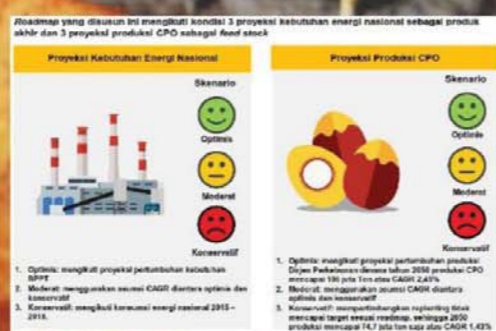 Roadmap yang disusun ini mengikuti kondisi 3 proyeksi kebutuhan energi nasional sebagai produk
akhir dan 3 proyeksi produksi CPO sebagai feed stock
Proyeksi Kebutuhan Energi Nasional
Skenario
Optimis
Moderat
Konservatif
1. Optimis: mengikuti proyeksi pertumbuhan kebutuhan
BPPT
2. Moderat: menggunakan asumsi CAGR diantara optimis dan
konservatif
3. Konservatif: mengikuti konsumsi energi nasional 2015 –
2018.
Proyeksi Produksi CPO
Skenario
Optimis
Moderat
Konservatif
1. Optimis: mengikuti proyeksi pertumbuhan produksi
Dirjen Perkebunan dimana tahun 2050 produksi CPO
mencapai 100 juta Ton atau CAGR 2,65%
2. Moderat: menggunakan asumsi CAGR diantara
optimis dan konservatif
3. Konservatif: mempertimbangkan replanting tidak
mencapai target sesuai roadmap, sehingga 2050
produksi mencapai 74,7 juta ton saja atau CAGR 1,65%